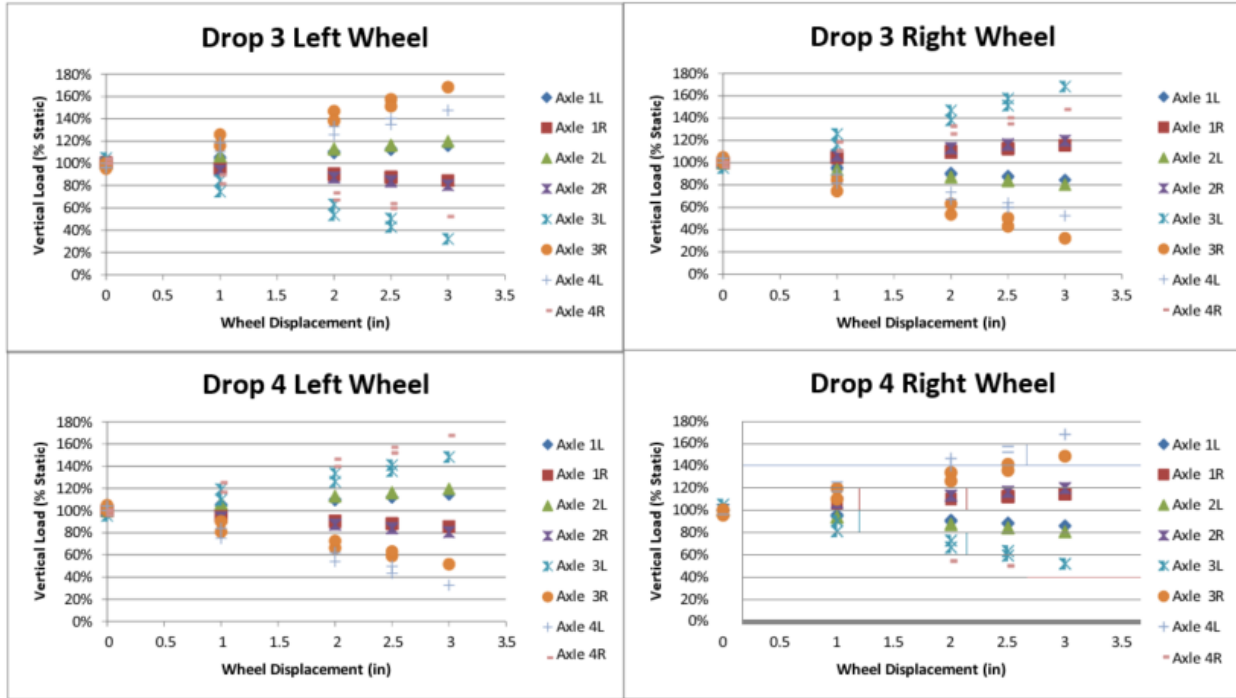 Drop 3 Left Wheel
Vertical Load (% Static)
180%
160%
140%
120%
100%
80%
60%
40%
20%
0%
0 0.5 1 1.5 2 2.5 3 3.5
Wheel Displacement (in)
Axle 1L
Axle 1R
Axle 2L
Axle 2R
Axle 3L
Axle 3R
Axle 4L
Axle 4R
Drop 3 Right Wheel
Vertical Load (% Static)
180%
160%
140%
120%
100%
80%
60%
40%
20%
0%
0 0.5 1 1.5 2 2.5 3 3.5
Wheel Displacement (in)
Axle 1L
Axle 1R
Axle 2L
Axle 2R
Axle 3L
Axle 3R
Axle 4L
Axle 4R
Drop 4 Left Wheel
Vertical Load (% Static)
180%
160%
140%
120%
100%
80%
60%
40%
20%
0%
0 0.5 1 1.5 2 2.5 3 3.5
Wheel Displacement (in)
Axle 1L
Axle 1R
Axle 2L
Axle 2R
Axle 3L
Axle 3R
Axle 4L
Axle 4R
Drop 4 Right Wheel
Vertical Load (% Static)
180%
160%
140%
120%
100%
80%
60%
40%
20%
0%
0 0.5 1 1.5 2 2.5 3 3.5
Wheel Displacement (in)
Axle 1L
Axle 1R
Axle 2L
Axle 2R
Axle 3L
Axle 3R
Axle 4L
Axle 4R